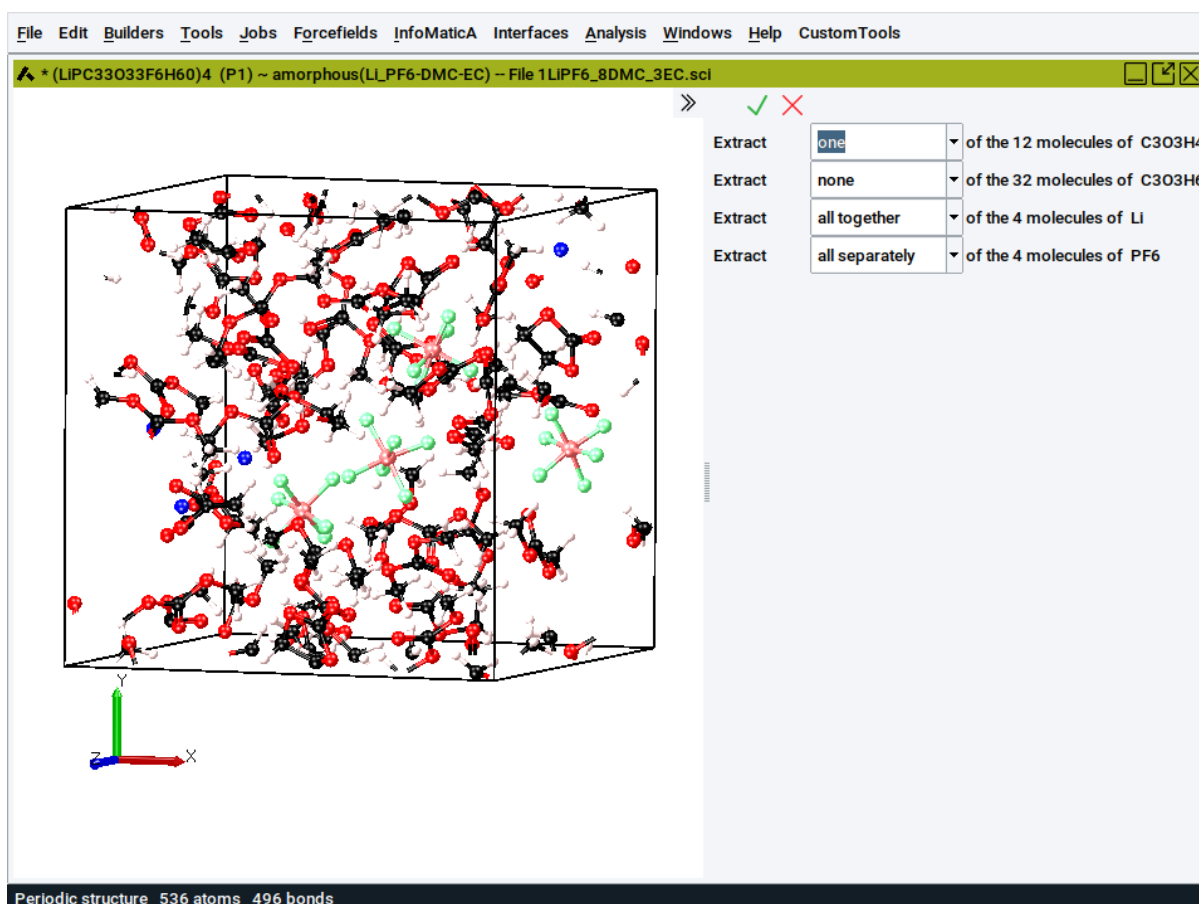 File Edit Builders Tools Jobs Forcefields InfoMaticA Interfaces Analysis Windows Help CustomTools
* (LiPC33O33F6H60)4 (P1) ~ amorphous(Li_PF6-DMC-EC) -- File 1LiPF6_8DMC_3EC.sci
Extract one of the 12 molecules of C3O3H4
Extract none of the 32 molecules of C3O3H6
Extract all together of the 4 molecules of Li
Extract all separately of the 4 molecules of PF6
Y
Z X
Periodic structure 536 atoms 496 bonds